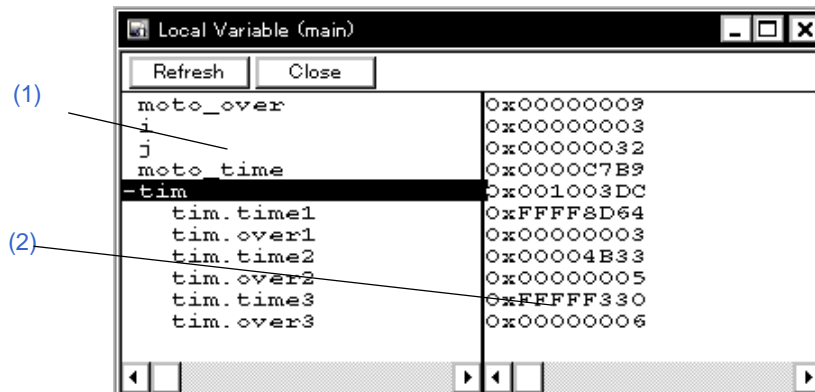 Local Variable (main)
Refresh Close
(1)
moto_over 0x00000009
i 0x00000003
j 0x00000032
moto_time 0x0000C7B9
-tim 0x001003DC
tim.time1 0xFFFF8D64
tim.over1 0x00000003
(2)
tim.time2 0x00004B33
tim.over2 0x00000005
tim.time3 0xFFFFF330
tim.over3 0x00000006